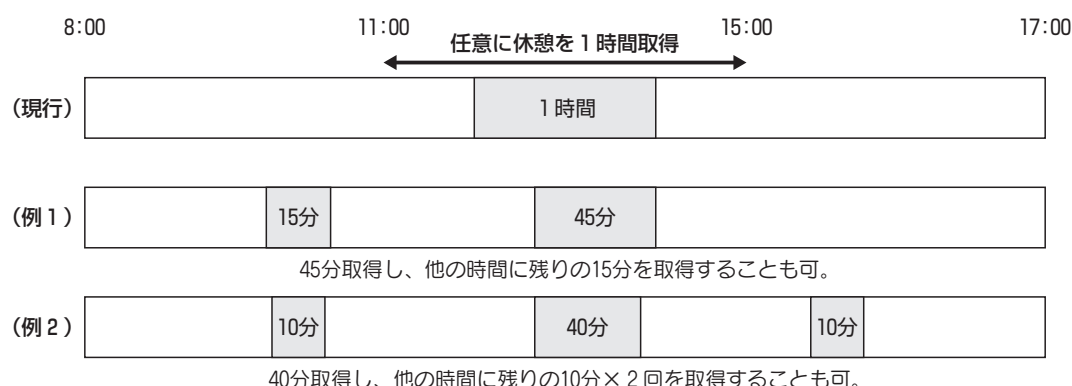 8:00 11:00 15:00 17:00
任意に休憩を1時間取得
（現行） 1時間
（例1） 15分 45分
45分取得し、他の時間に残りの15分を取得することも可。
（例2） 10分 40分 10分
40分取得し、他の時間に残りの10分×2回を取得することも可。